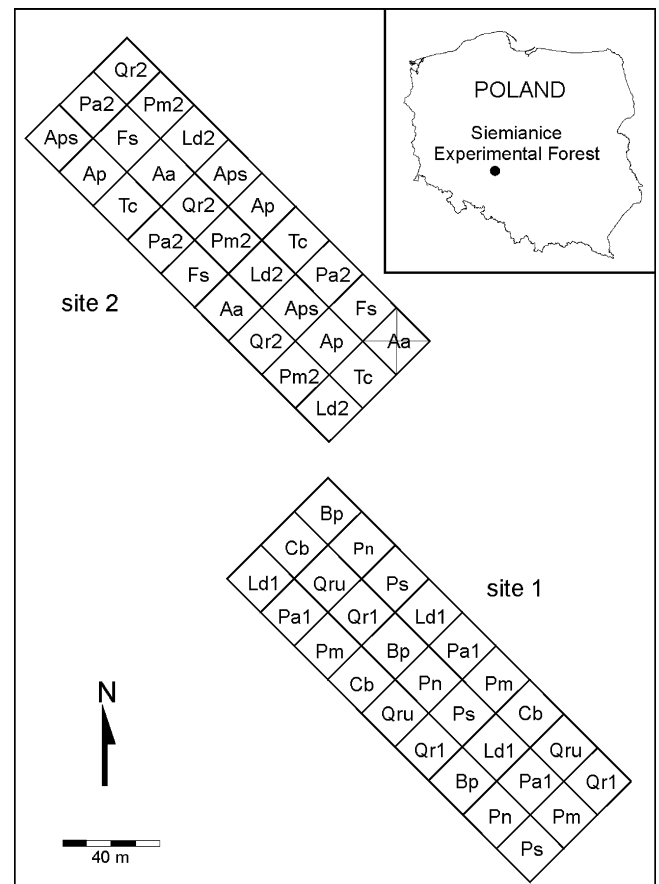 POLAND
Siemianice
Experimental Forest
Qr2
Pa2 Pm2
Aps Fs Ld2
Ap Aa Aps
Tc Qr2 Ap
Pa2 Pm2 Tc
Fs Ld2 Pa2
Aa Aps Fs
Qr2 Ap Aa
Pm2 Tc
Ld2
site 2
Bp
Cb Pn
Ld1 Qru Ps
Pa1 Qr1 Ld1
Pm Bp Pa1
Cb Pn Pm
Qru Ps Cb
Qr1 Ld1 Qru
Bp Pa1 Qr1
Pn Pm
Ps
site 1
N
40 m